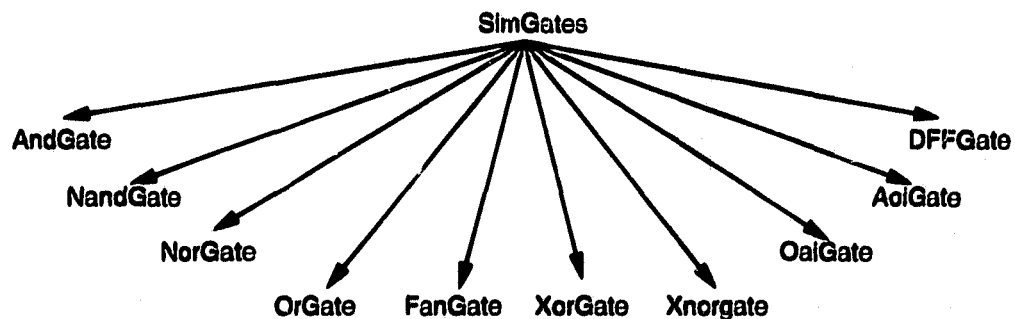 SimGates
AndGate
DFFGate
NandGate
AoiGate
NorGate
OaiGate
OrGate
FanGate
XorGate
Xnorgate